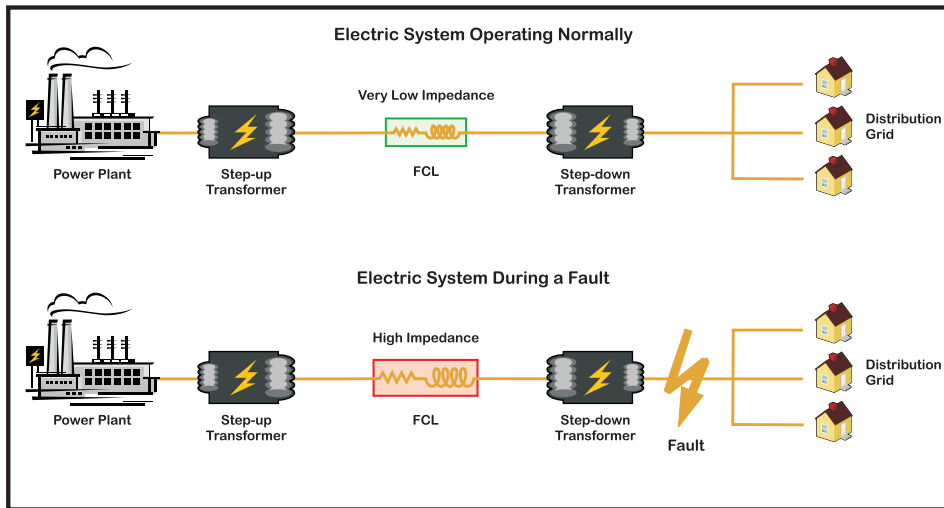 Electric System Operating Normally
Very Low Impedance
Distribution
Grid
Power Plant
Step-up
Transformer
FCL
Step-down
Transformer
Electric System During a Fault
High Impedance
Distribution
Grid
Power Plant
Step-up
Transformer
FCL
Step-down
Transformer
Fault